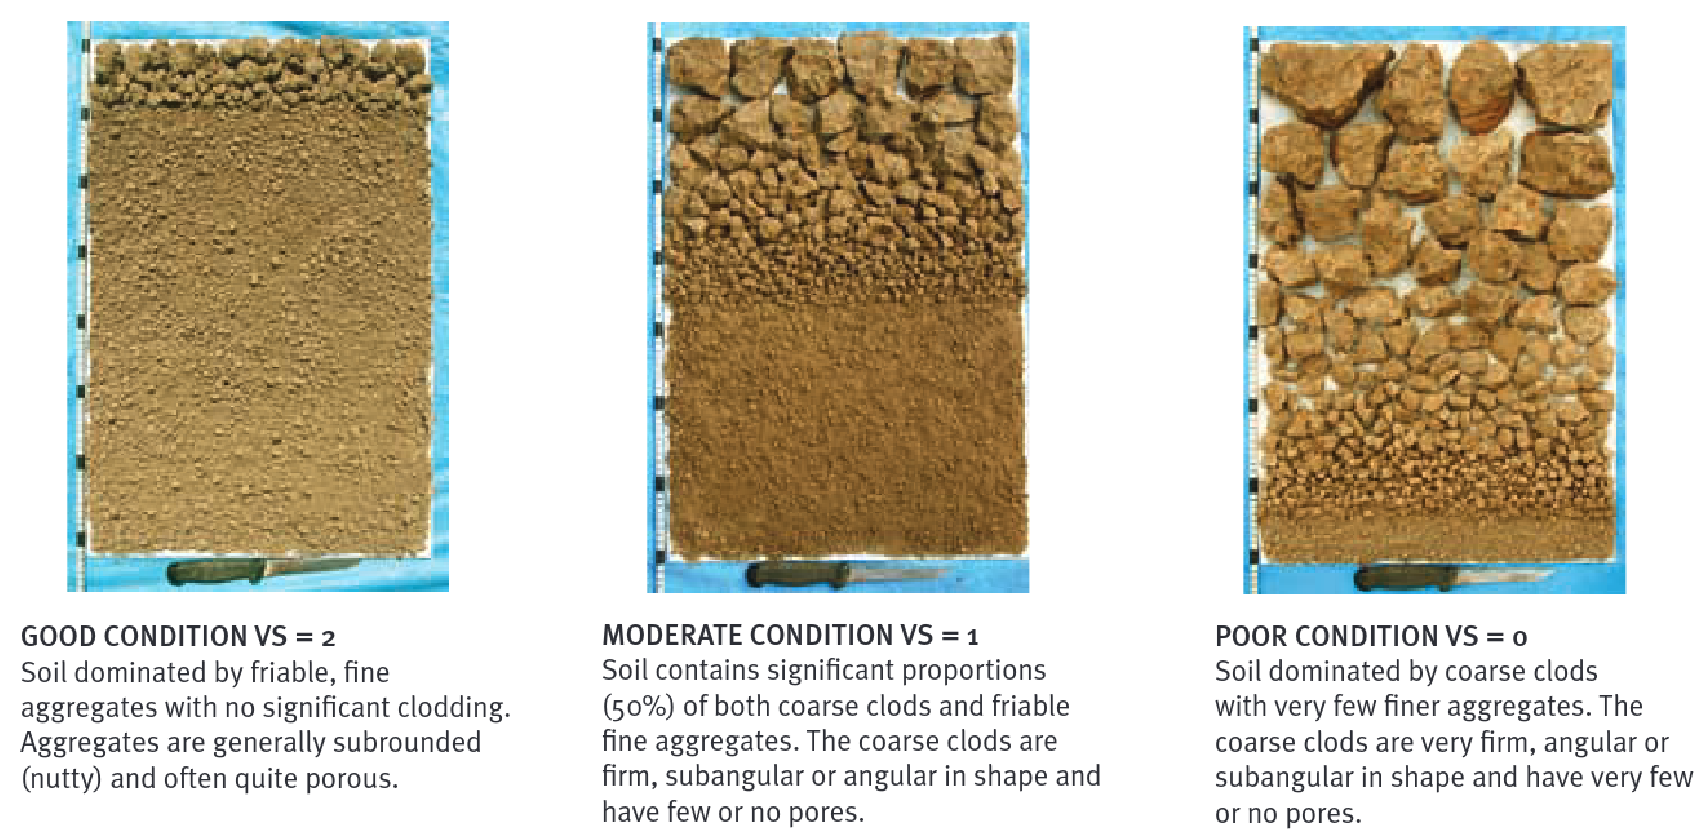 GOOD CONDITION VS = 2
Soil dominated by friable, fine
aggregates with no significant clodding.
Aggregates are generally subrounded
(nutty) and often quite porous.
MODERATE CONDITION VS = 1
Soil contains significant proportions
(50%) of both coarse clods and friable
fine aggregates. The coarse clods are
firm, subangular or angular in shape and
have few or no pores.
POOR CONDITION VS = 0
Soil dominated by coarse clods
with very few finer aggregates. The
coarse clods are very firm, angular or
subangular in shape and have very few
or no pores.